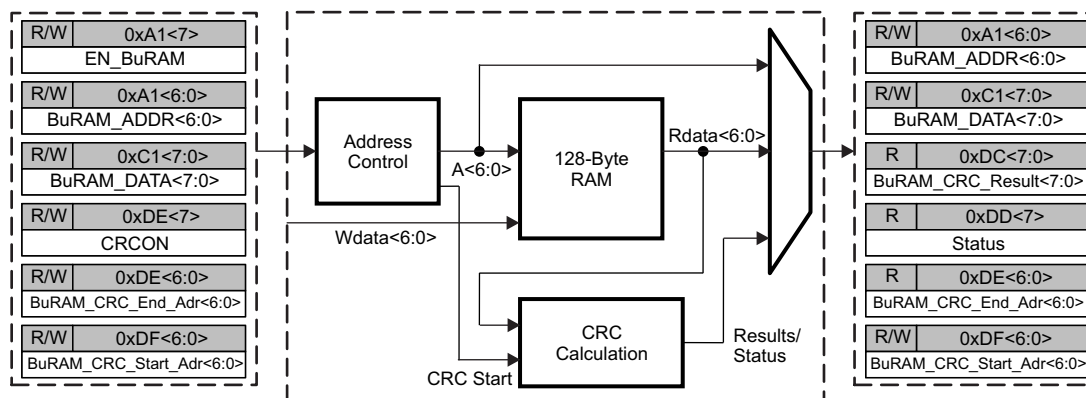 R/W 0xA1<7>
EN_BuRAM
R/W 0xA1<6:0>
BuRAM_ADDR<6:0>
R/W 0xC1<7:0>
BuRAM_DATA<7:0>
R/W 0xDE<7>
CRCON
R/W 0xDE<6:0>
BuRAM_CRC_End_Adr<6:0>
R/W 0xDF<6:0>
BuRAM_CRC_Start_Adr<6:0>
Address
Control
A<6:0>
Wdata<6:0>
128-Byte
RAM
Rdata<6:0>
CRC
Calculation
CRC Start
Results/
Status
R/W 0xA1<6:0>
BuRAM_ADDR<6:0>
R/W 0xC1<7:0>
BuRAM_DATA<7:0>
R 0xDC<7:0>
BuRAM_CRC_Result<7:0>
R 0xDD<7>
Status
R 0xDE<6:0>
BuRAM_CRC_End_Adr<6:0>
R/W 0xDF<6:0>
BuRAM_CRC_Start_Adr<6:0>